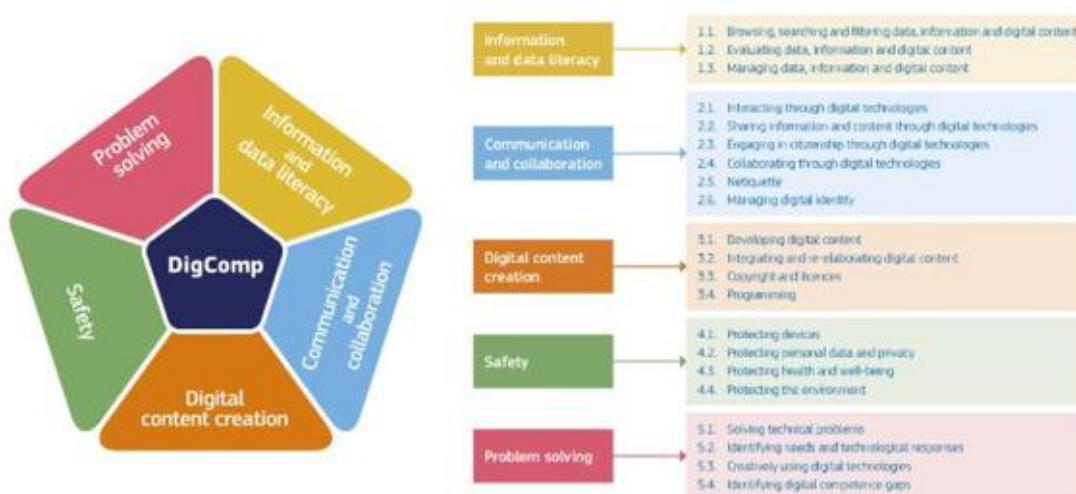 Problem
solving
Information
and
data literacy
DigComp
Safety
Communication
and
collaboration
Digital
content creation
Information
and data literacy
1.1. Browsing, searching and filtering data, information and digital content
1.2. Evaluating data, information and digital content
1.3. Managing data, information and digital content
Communication
and collaboration
2.1. Interacting through digital technologies
2.2. Sharing information and content through digital technologies
2.3. Engaging in citizenship through digital technologies
2.4. Collaborating through digital technologies
2.5. Netiquette
2.6. Managing digital identity
Digital content
creation
3.1. Developing digital content
3.2. Integrating and re-elaborating digital content
3.3. Copyright and licences
3.4. Programming
Safety
4.1. Protecting devices
4.2. Protecting personal data and privacy
4.3. Protecting health and well-being
4.4. Protecting the environment
Problem solving
5.1. Solving technical problems
5.2. Identifying needs and technological responses
5.3. Creatively using digital technologies
5.4. Identifying digital competence gaps